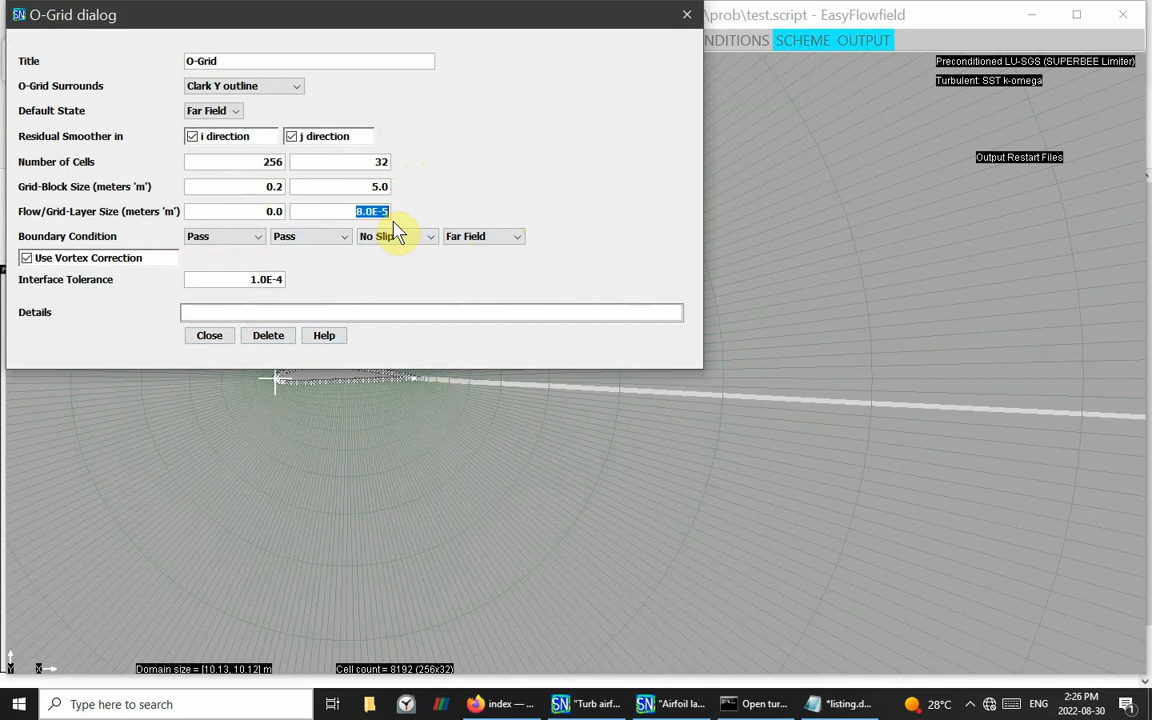 O-Grid dialog
\prob\test.script - EasyFlowfield
NDITIONS SCHEME OUTPUT
Title O-Grid
O-Grid Surrounds Clark Y outline
Default State Far Field
Residual Smoother in i direction j direction
Number of Cells 256 32
Grid-Block Size (meters 'm') 0.2 5.0
Flow/Grid-Layer Size (meters 'm') 0.0 8.0E-5
Boundary Condition Pass Pass No Slip Far Field
Use Vortex Correction
Interface Tolerance 1.0E-4
Details
Close Delete Help
Preconditioned LU-SGS (SUPERBEE Limiter)
Turbulent: SST k-omega
Output Restart Files
Y X Domain size = [10.13, 10.12] m Cell count = 8192 (256x32)
Type here to search
index — ...
"Turb airf...
"Airfoil la...
Open tur...
*listing.d...
28°C
ENG
2:26 PM
2022-08-30
1